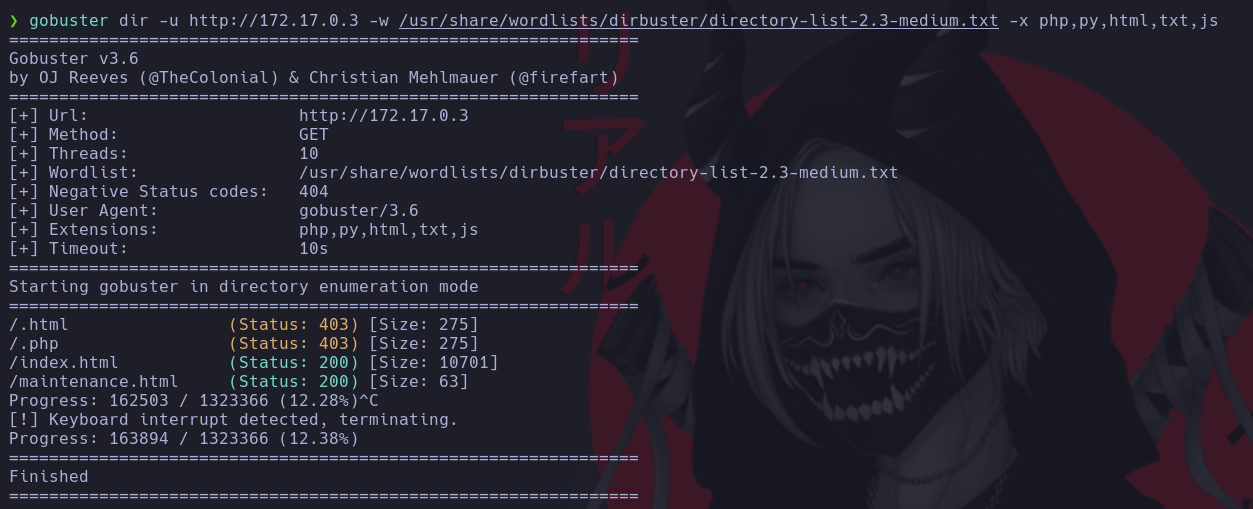 ❯ gobuster dir -u http://172.17.0.3 -w /usr/share/wordlists/dirbuster/directory-list-2.3-medium.txt -x php,py,html,txt,js
===============================================================
Gobuster v3.6
by OJ Reeves (@TheColonial) & Christian Mehlmauer (@firefart)
===============================================================
[+] Url:                     http://172.17.0.3
[+] Method:                  GET
[+] Threads:                 10
[+] Wordlist:                /usr/share/wordlists/dirbuster/directory-list-2.3-medium.txt
[+] Negative Status codes:   404
[+] User Agent:              gobuster/3.6
[+] Extensions:              php,py,html,txt,js
[+] Timeout:                 10s
===============================================================
Starting gobuster in directory enumeration mode
===============================================================
/.html                (Status: 403) [Size: 275]
/.php                 (Status: 403) [Size: 275]
/index.html           (Status: 200) [Size: 10701]
/maintenance.html     (Status: 200) [Size: 63]
Progress: 162503 / 1323366 (12.28%)^C
[!] Keyboard interrupt detected, terminating.
Progress: 163894 / 1323366 (12.38%)
===============================================================
Finished
===============================================================
リアル